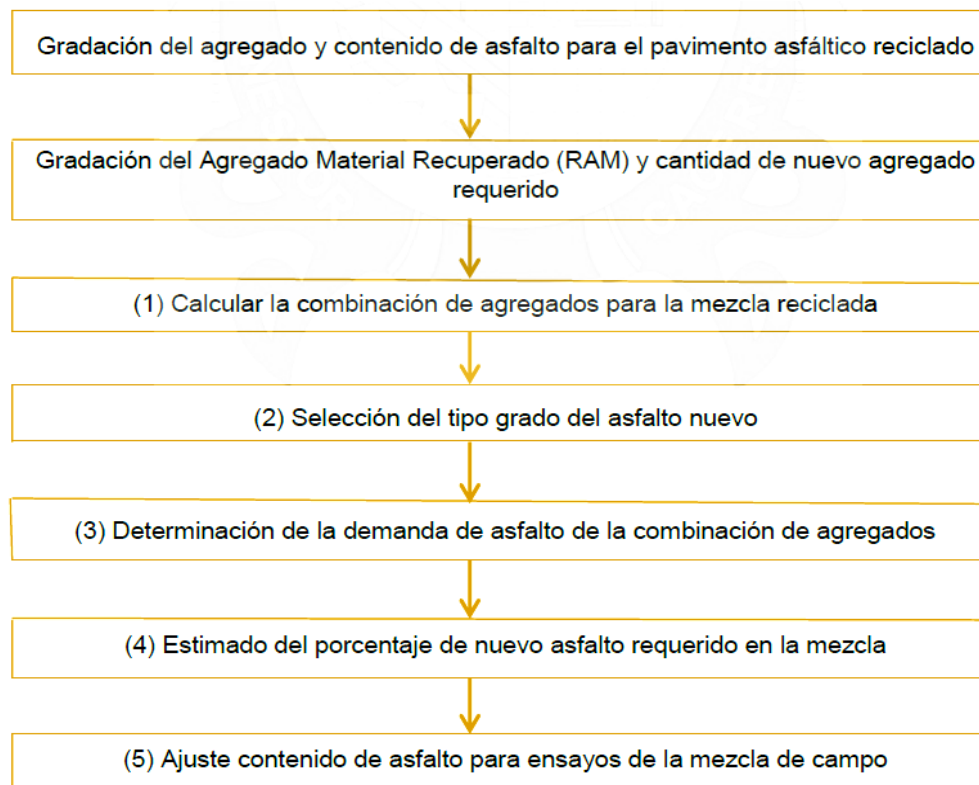 Gradación del agregado y contenido de asfalto para el pavimento asfáltico reciclado
Gradación del Agregado Material Recuperado (RAM) y cantidad de nuevo agregado
requerido
(1) Calcular la combinación de agregados para la mezcla reciclada
(2) Selección del tipo grado del asfalto nuevo
(3) Determinación de la demanda de asfalto de la combinación de agregados
(4) Estimado del porcentaje de nuevo asfalto requerido en la mezcla
(5) Ajuste contenido de asfalto para ensayos de la mezcla de campo